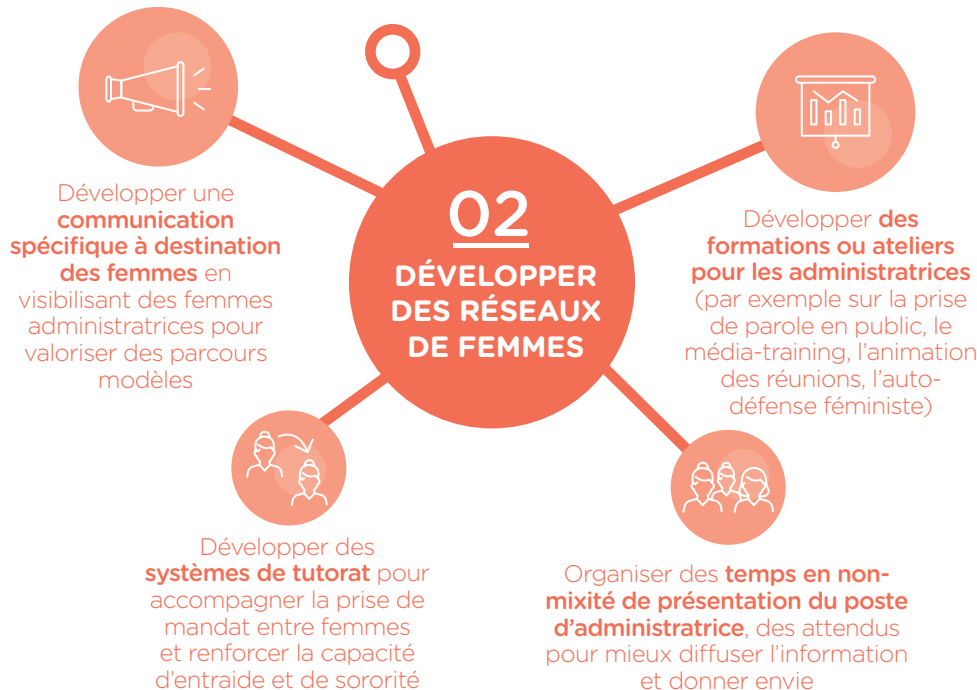 02
DÉVELOPPER
DES RÉSEAUX
DE FEMMES
Développer une
communication
spécifique à destination
des femmes en
visibilisant des femmes
administratrices pour
valoriser des parcours
modèles
Développer des
formations ou ateliers
pour les administratrices
(par exemple sur la prise
de parole en public, le
média-training, l’animation
des réunions, l’auto-
défense féministe)
Développer des
systèmes de tutorat pour
accompagner la prise de
mandat entre femmes
et renforcer la capacité
d’entraide et de sororité
Organiser des temps en non-
mixité de présentation du poste
d’administratrice, des attendus
pour mieux diffuser l’information
et donner envie